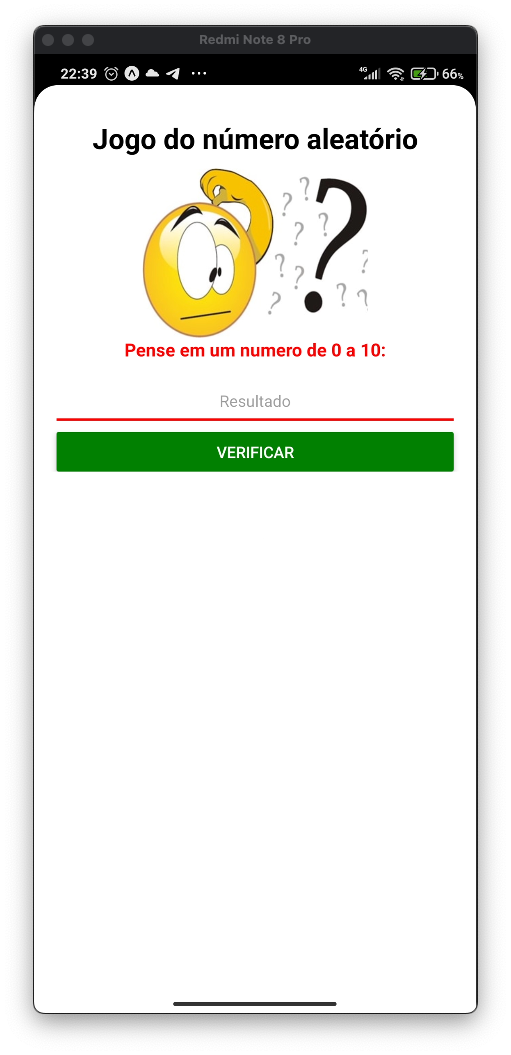 Redmi Note 8 Pro
22:39 4G 66%
Jogo do número aleatório
?
Pense em um numero de 0 a 10:
Resultado
VERIFICAR